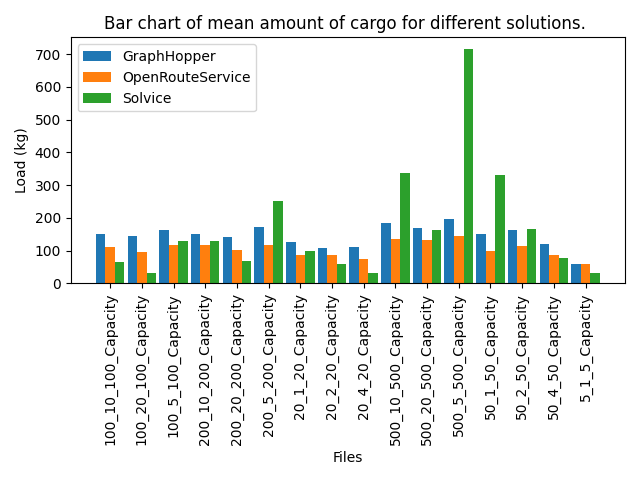 Bar chart of mean amount of cargo for different solutions.
GraphHopper
OpenRouteService
Solvice
Load (kg)
700
600
500
400
300
200
100
0
100_10_100_Capacity
100_20_100_Capacity
100_5_100_Capacity
200_10_200_Capacity
200_20_200_Capacity
200_5_200_Capacity
20_1_20_Capacity
20_2_20_Capacity
20_4_20_Capacity
500_10_500_Capacity
500_20_500_Capacity
500_5_500_Capacity
50_1_50_Capacity
50_2_50_Capacity
50_4_50_Capacity
5_1_5_Capacity
Files